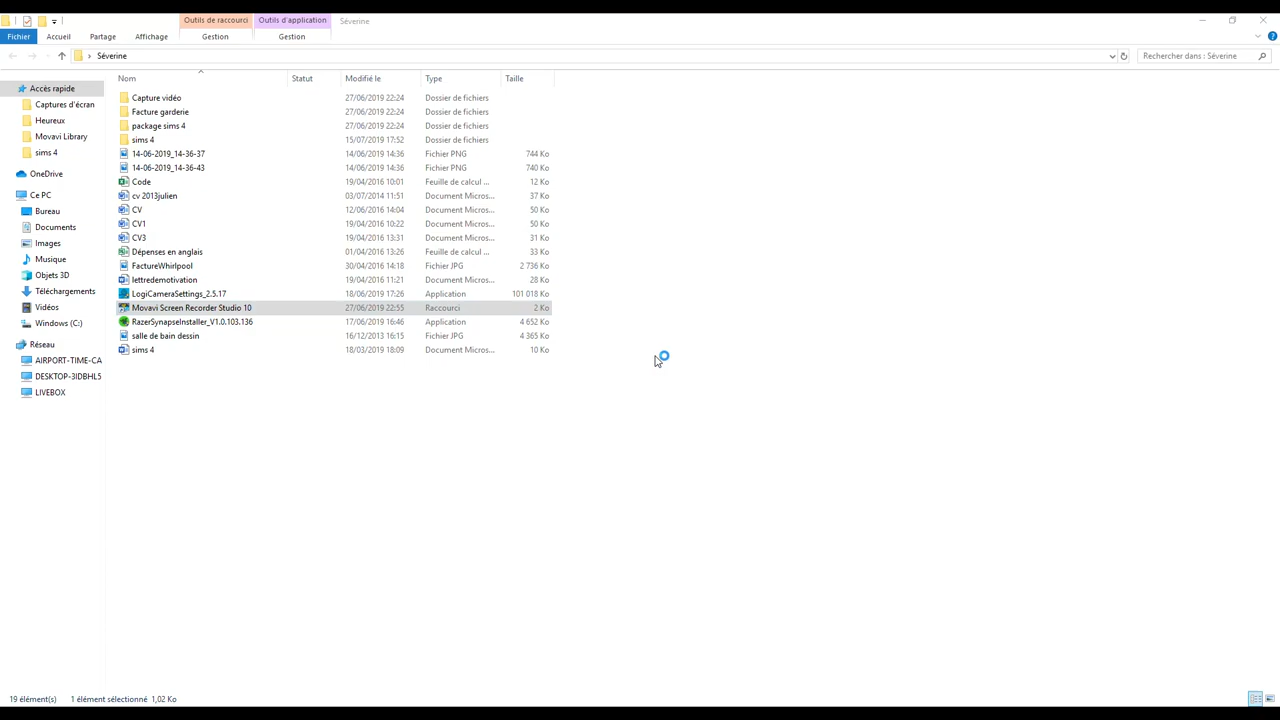 Outils de raccourci Outils d'application Séverine
Fichier Accueil Partage Affichage Gestion Gestion
Séverine Rechercher dans : Séverine
Nom Statut Modifié le Type Taille
Accès rapide
Captures d'écran
Heureux
Movavi Library
sims 4
OneDrive
Ce PC
Bureau
Documents
Images
Musique
Objets 3D
Téléchargements
Vidéos
Windows (C:)
Réseau
AIRPORT-TIME-CA
DESKTOP-3IDBHL5
LIVEBOX
Capture vidéo 27/06/2019 22:24 Dossier de fichiers
Facture garderie 27/06/2019 22:24 Dossier de fichiers
package sims 4 27/06/2019 22:24 Dossier de fichiers
sims 4 15/07/2019 17:52 Dossier de fichiers
14-06-2019_14-36-37 14/06/2019 14:36 Fichier PNG 744 Ko
14-06-2019_14-36-43 14/06/2019 14:36 Fichier PNG 740 Ko
Code 19/04/2016 10:01 Feuille de calcul ... 12 Ko
cv 2013julien 03/07/2014 11:51 Document Micros... 37 Ko
CV 12/06/2016 14:04 Document Micros... 50 Ko
CV1 19/04/2016 10:22 Document Micros... 50 Ko
CV3 19/04/2016 13:31 Document Micros... 31 Ko
Dépenses en anglais 01/04/2016 13:26 Feuille de calcul ... 33 Ko
FactureWhirlpool 30/04/2016 14:18 Fichier JPG 2 736 Ko
lettredemotivation 19/04/2016 11:21 Document Micros... 28 Ko
LogiCameraSettings_2.5.17 18/06/2019 17:26 Application 101 018 Ko
Movavi Screen Recorder Studio 10 27/06/2019 22:55 Raccourci 2 Ko
RazerSynapseInstaller_V1.0.103.136 17/06/2019 16:46 Application 4 652 Ko
salle de bain dessin 16/12/2013 16:15 Fichier JPG 4 365 Ko
sims 4 18/03/2019 18:09 Document Micros... 10 Ko
19 élément(s) 1 élément sélectionné 1,02 Ko